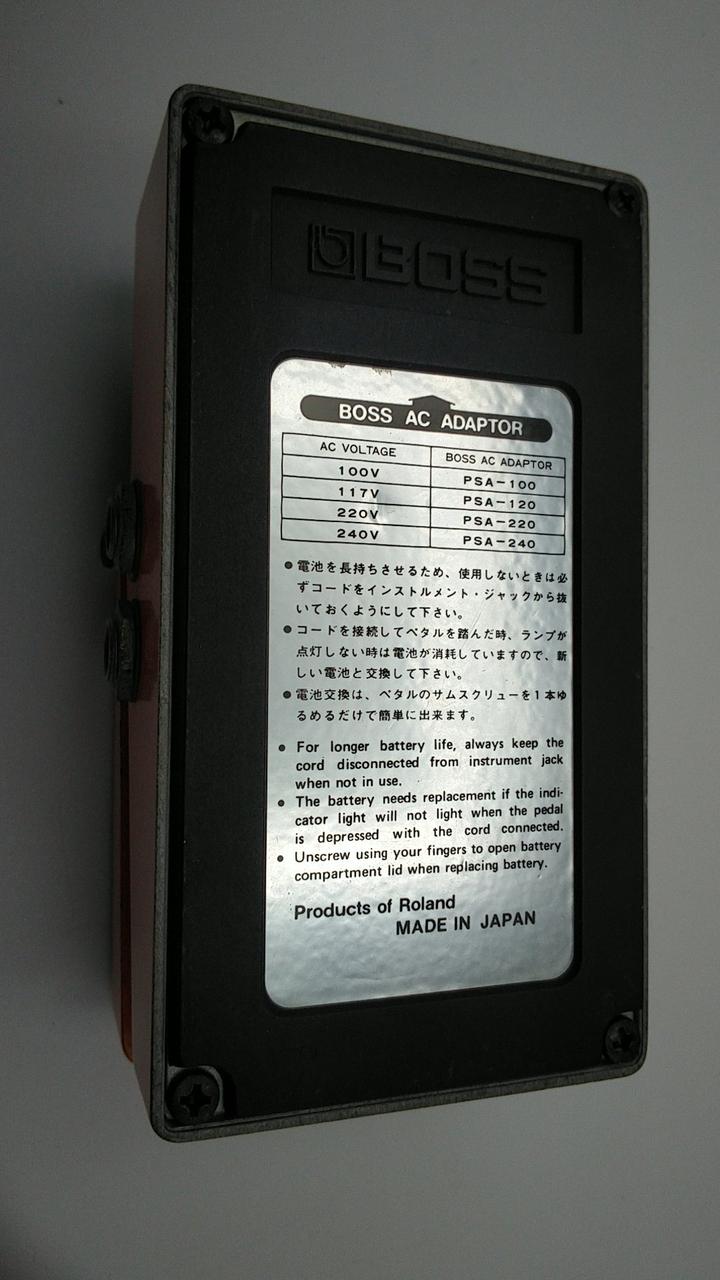 BOSS
BOSS AC ADAPTOR
AC VOLTAGE BOSS AC ADAPTOR
100V PSA-100
117V PSA-120
220V PSA-220
240V PSA-240
●電池を長持ちさせるため、使用しないときは必
ずコードをインストルメント・ジャックから抜
いておくようにして下さい。
●コードを接続してペタルを踏んだ時、ランプが
点灯しない時は電池が消耗していますので、新
しい電池と交換して下さい。
●電池交換は、ペタルのサムスクリューを1本ゆ
るめるだけで簡単に出来ます。
● For longer battery life, always keep the
cord disconnected from instrument jack
when not in use.
● The battery needs replacement if the indi-
cator light will not light when the pedal
is depressed with the cord connected.
● Unscrew using your fingers to open battery
compartment lid when replacing battery.
Products of Roland
MADE IN JAPAN